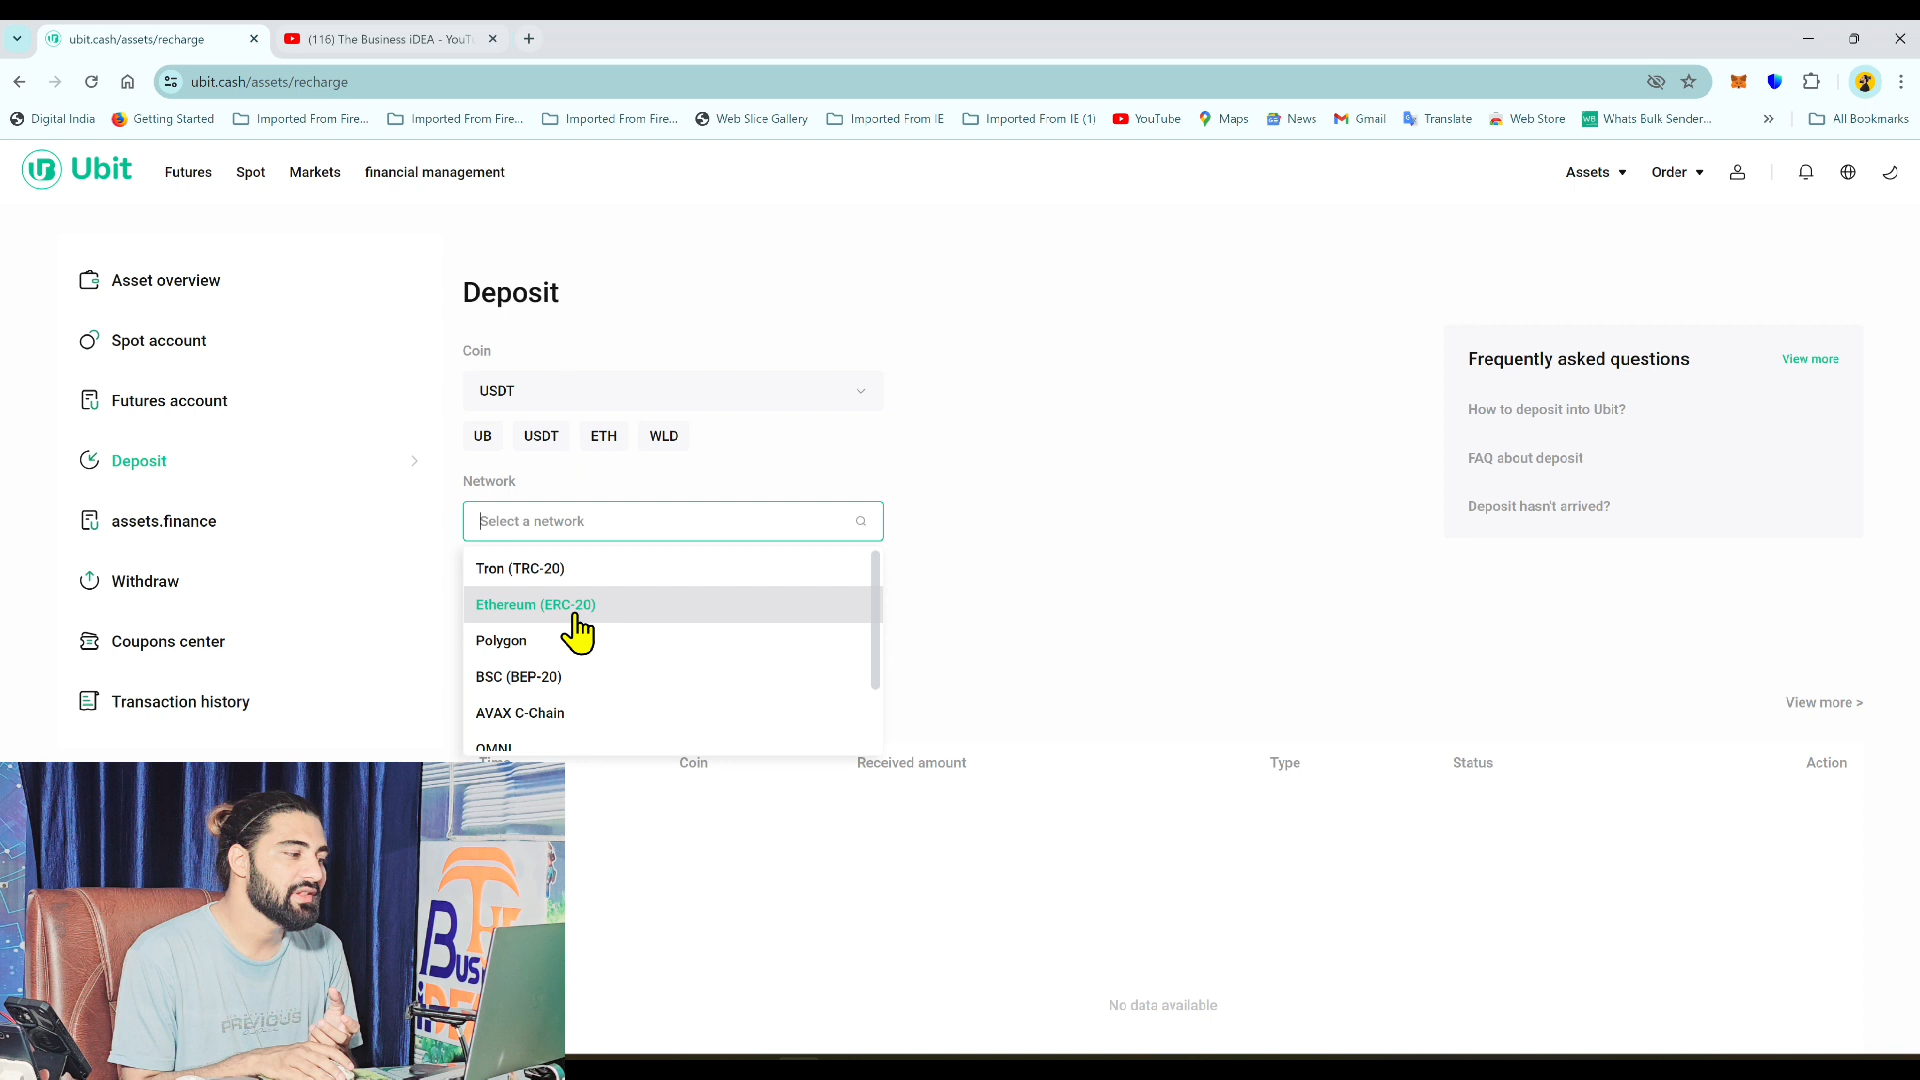 ubit.cash/assets/recharge
(116) The Business iDEA - YouTu
ubit.cash/assets/recharge
Digital India
Getting Started
Imported From Fire...
Imported From Fire...
Imported From Fire...
Web Slice Gallery
Imported From IE
Imported From IE (1)
YouTube
Maps
News
Gmail
Translate
Web Store
Whats Bulk Sender...
All Bookmarks
Ubit
Futures
Spot
Markets
financial management
Assets
Order
Asset overview
Spot account
Futures account
Deposit
assets.finance
Withdraw
Coupons center
Transaction history
Deposit
Coin
USDT
UB
USDT
ETH
WLD
Network
Select a network
Tron (TRC-20)
Ethereum (ERC-20)
Polygon
BSC (BEP-20)
AVAX C-Chain
OMNI
Frequently asked questions
View more
How to deposit into Ubit?
FAQ about deposit
Deposit hasn't arrived?
View more >
Time
Coin
Received amount
Type
Status
Action
No data available
PREVIOUS